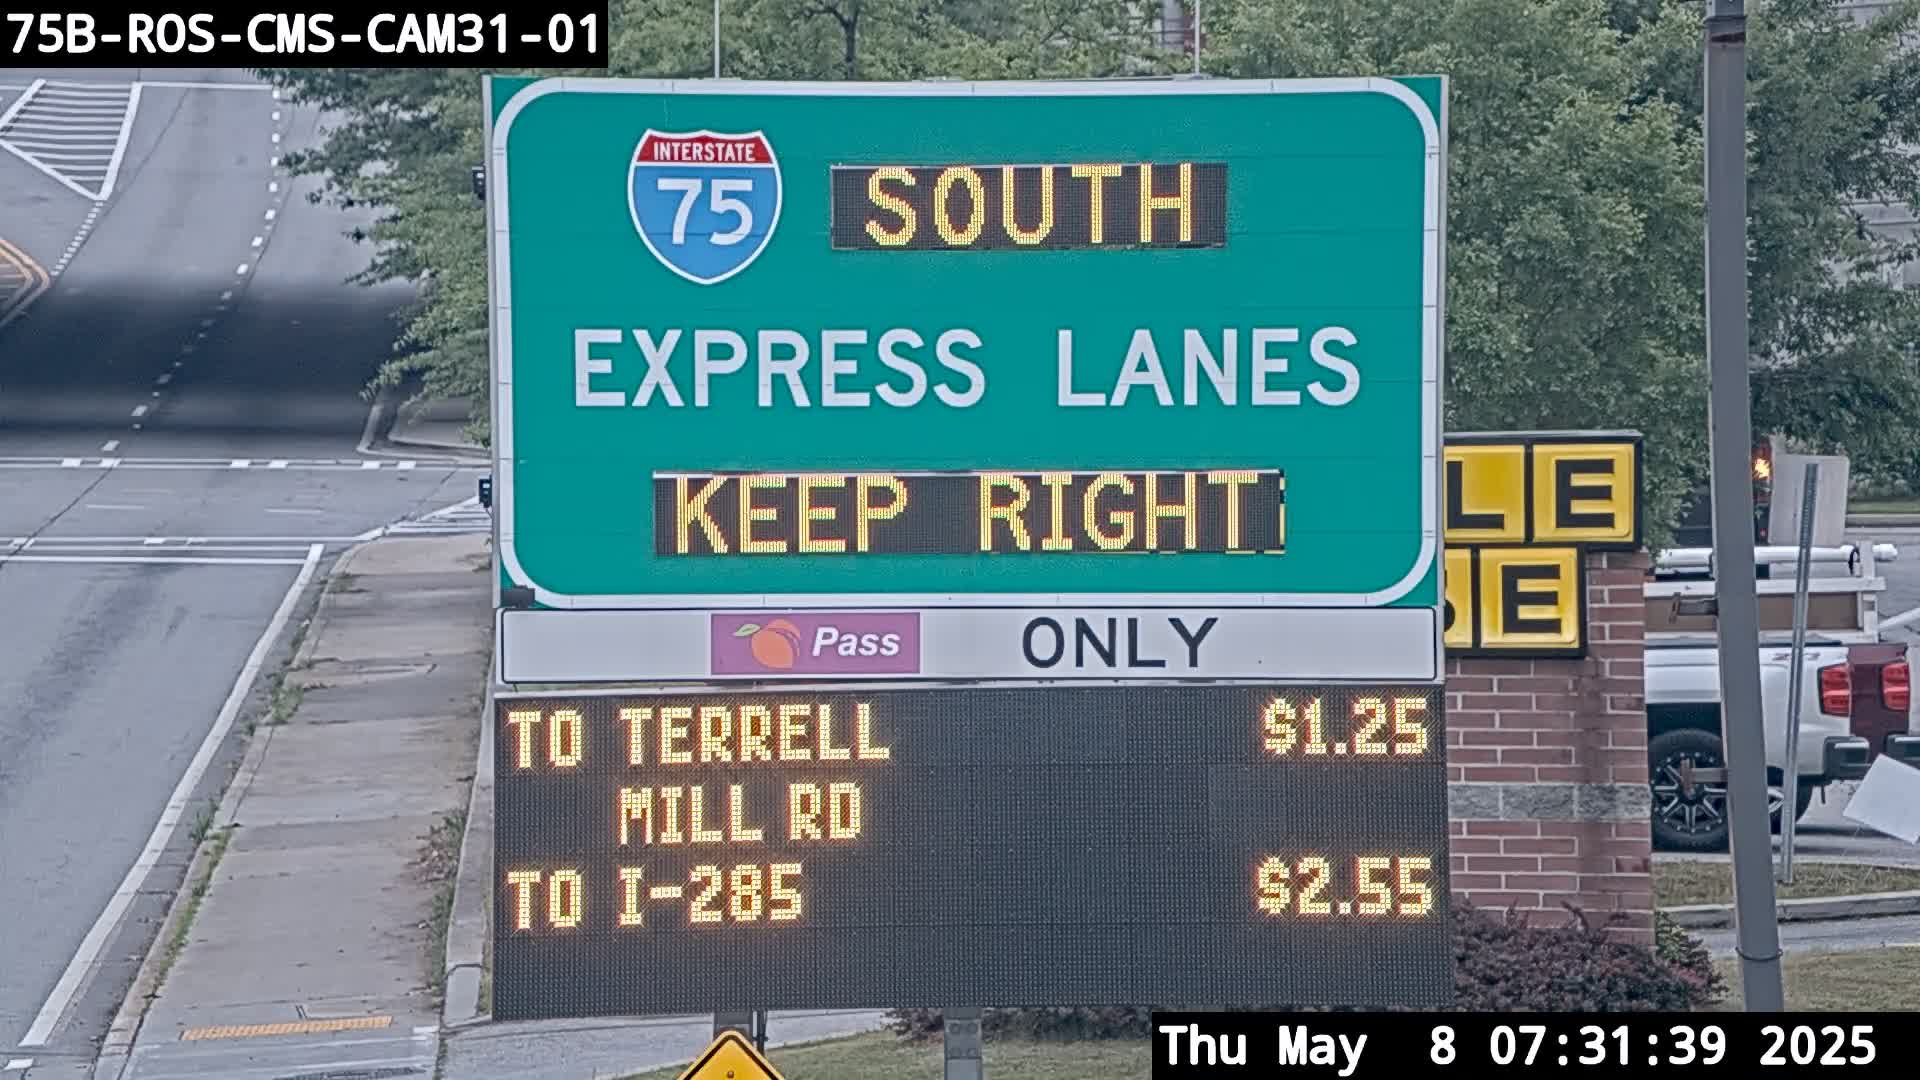 75B-ROS-CMS-CAM31-01
INTERSTATE
75
SOUTH
EXPRESS LANES
KEEP RIGHT
Pass ONLY
TO TERRELL $1.25
MILL RD
TO I-285 $2.55
LE
E
Thu May 8 07:31:39 2025